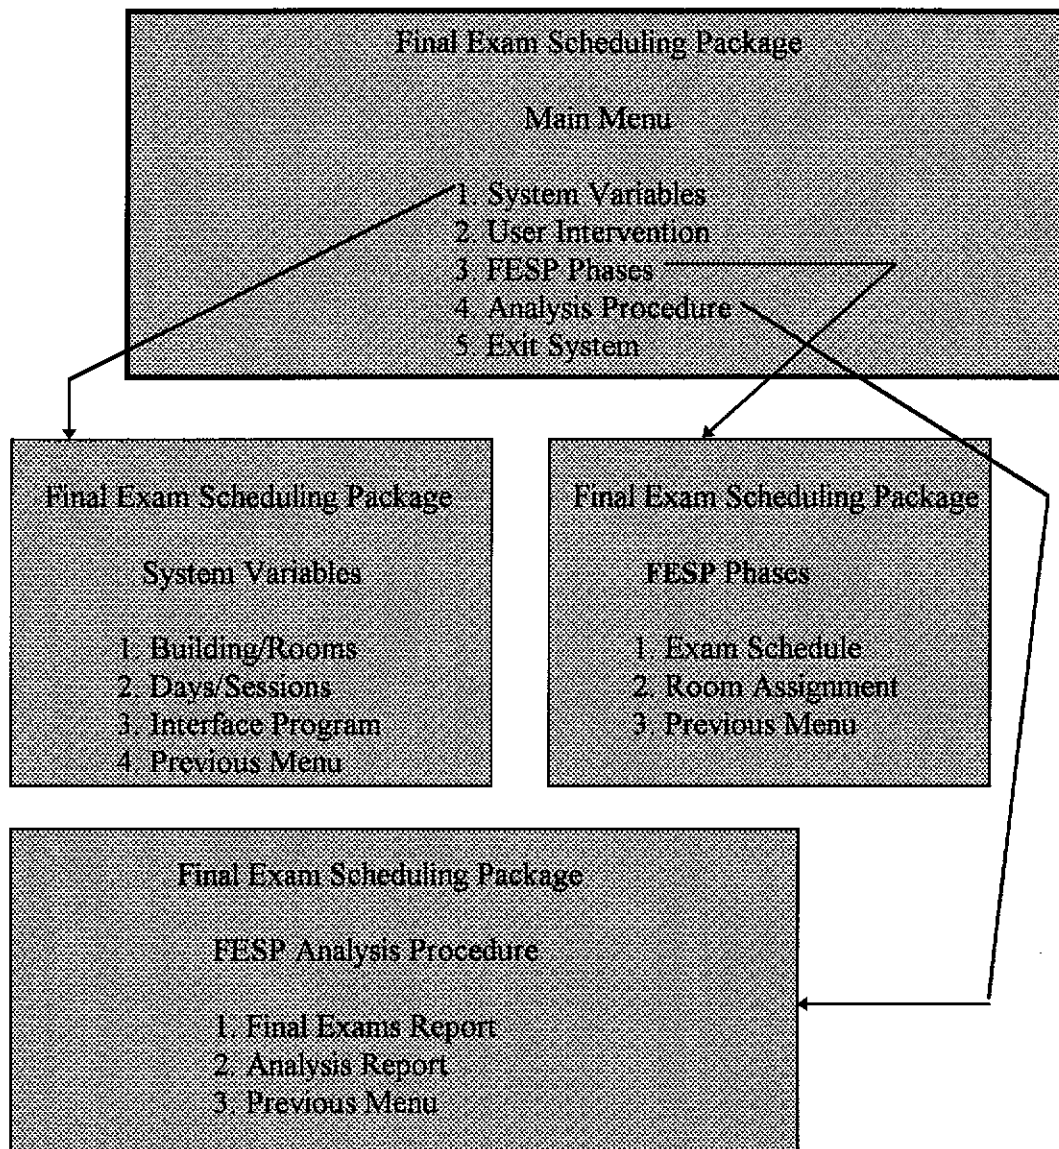 Final Exam Scheduling Package
Main Menu
1. System Variables
2. User Intervention
3. FESP Phases
4. Analysis Procedure
5. Exit System
Final Exam Scheduling Package
System Variables
1. Building/Rooms
2. Days/Sessions
3. Interface Program
4. Previous Menu
Final Exam Scheduling Package
FESP Phases
1. Exam Schedule
2. Room Assignment
3. Previous Menu
Final Exam Scheduling Package
FESP Analysis Procedure
1. Final Exams Report
2. Analysis Report
3. Previous Menu